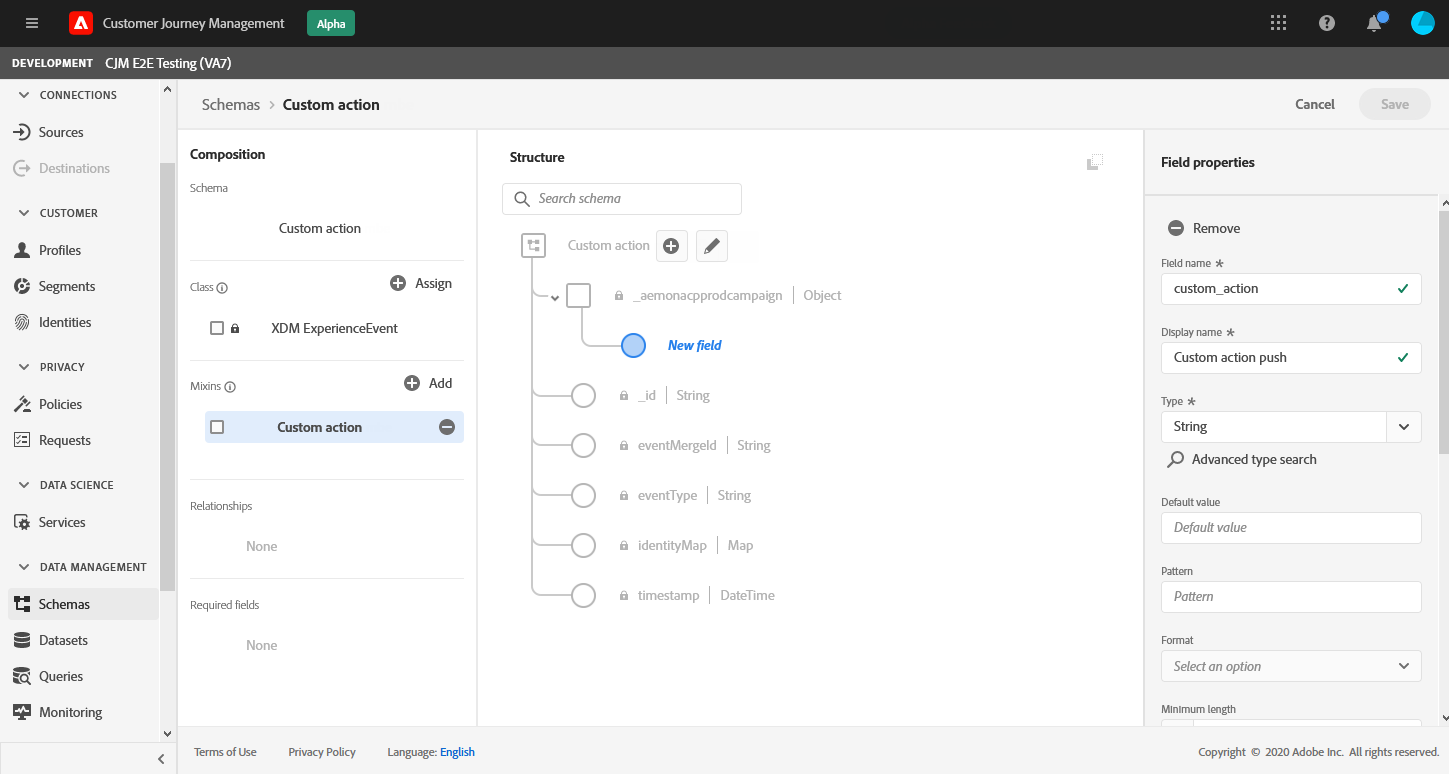 Customer Journey Management Alpha
DEVELOPMENT CJM E2E Testing (VA7)
CONNECTIONS
Sources
Destinations
CUSTOMER
Profiles
Segments
Identities
PRIVACY
Policies
Requests
DATA SCIENCE
Services
DATA MANAGEMENT
Schemas
Datasets
Queries
Monitoring
Schemas > Custom action
Cancel Save
Composition
Schema
Custom action
Class Assign
XDM ExperienceEvent
Mixins Add
Custom action
Relationships
None
Required fields
None
Structure
Search schema
Custom action
_aemonacpprodcampaign | Object
New field
_id | String
eventMergeId | String
eventType | String
identityMap | Map
timestamp | DateTime
Field properties
Remove
Field name *
custom_action
Display name *
Custom action push
Type *
String
Advanced type search
Default value
Default value
Pattern
Pattern
Format
Select an option
Minimum length
Terms of Use Privacy Policy Language: English Copyright © 2020 Adobe Inc. All rights reserved.